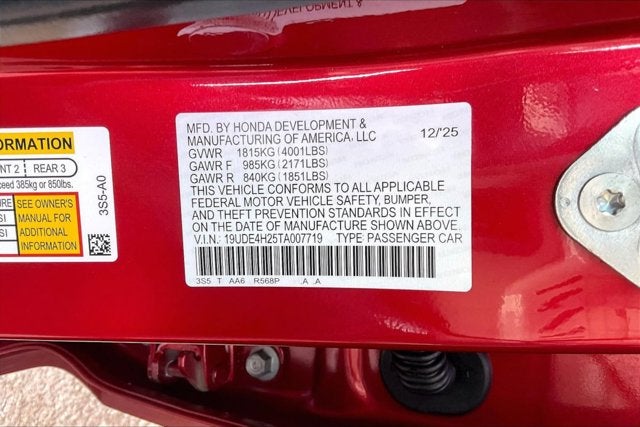 DEVELOPMENT &
FORMATION
NT 2 REAR 3
ceed 385kg or 850lbs.
SEE OWNER'S
MANUAL FOR
ADDITIONAL
INFORMATION
3S5-A0
MFD. BY HONDA DEVELOPMENT & 12/'25
MANUFACTURING OF AMERICA, LLC
GVWR 1815KG(4001LBS)
GAWR F 985KG(2171LBS)
GAWR R 840KG(1851LBS)
THIS VEHICLE CONFORMS TO ALL APPLICABLE
FEDERAL MOTOR VEHICLE SAFETY, BUMPER,
AND THEFT PREVENTION STANDARDS IN EFFECT
ON THE DATE OF MANUFACTURE SHOWN ABOVE.
V.I.N.: 19UDE4H25TA007719 TYPE:PASSENGER CAR
3S5 T AA6 R568P .A .A